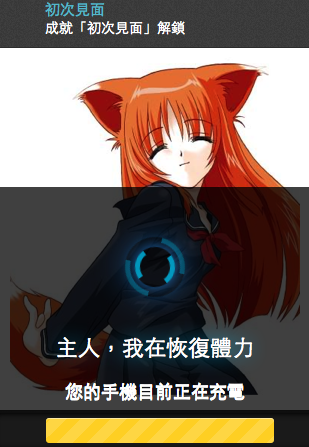 初次見面
成就「初次見面」解鎖
主人，我在恢復體力
您的手機目前正在充電